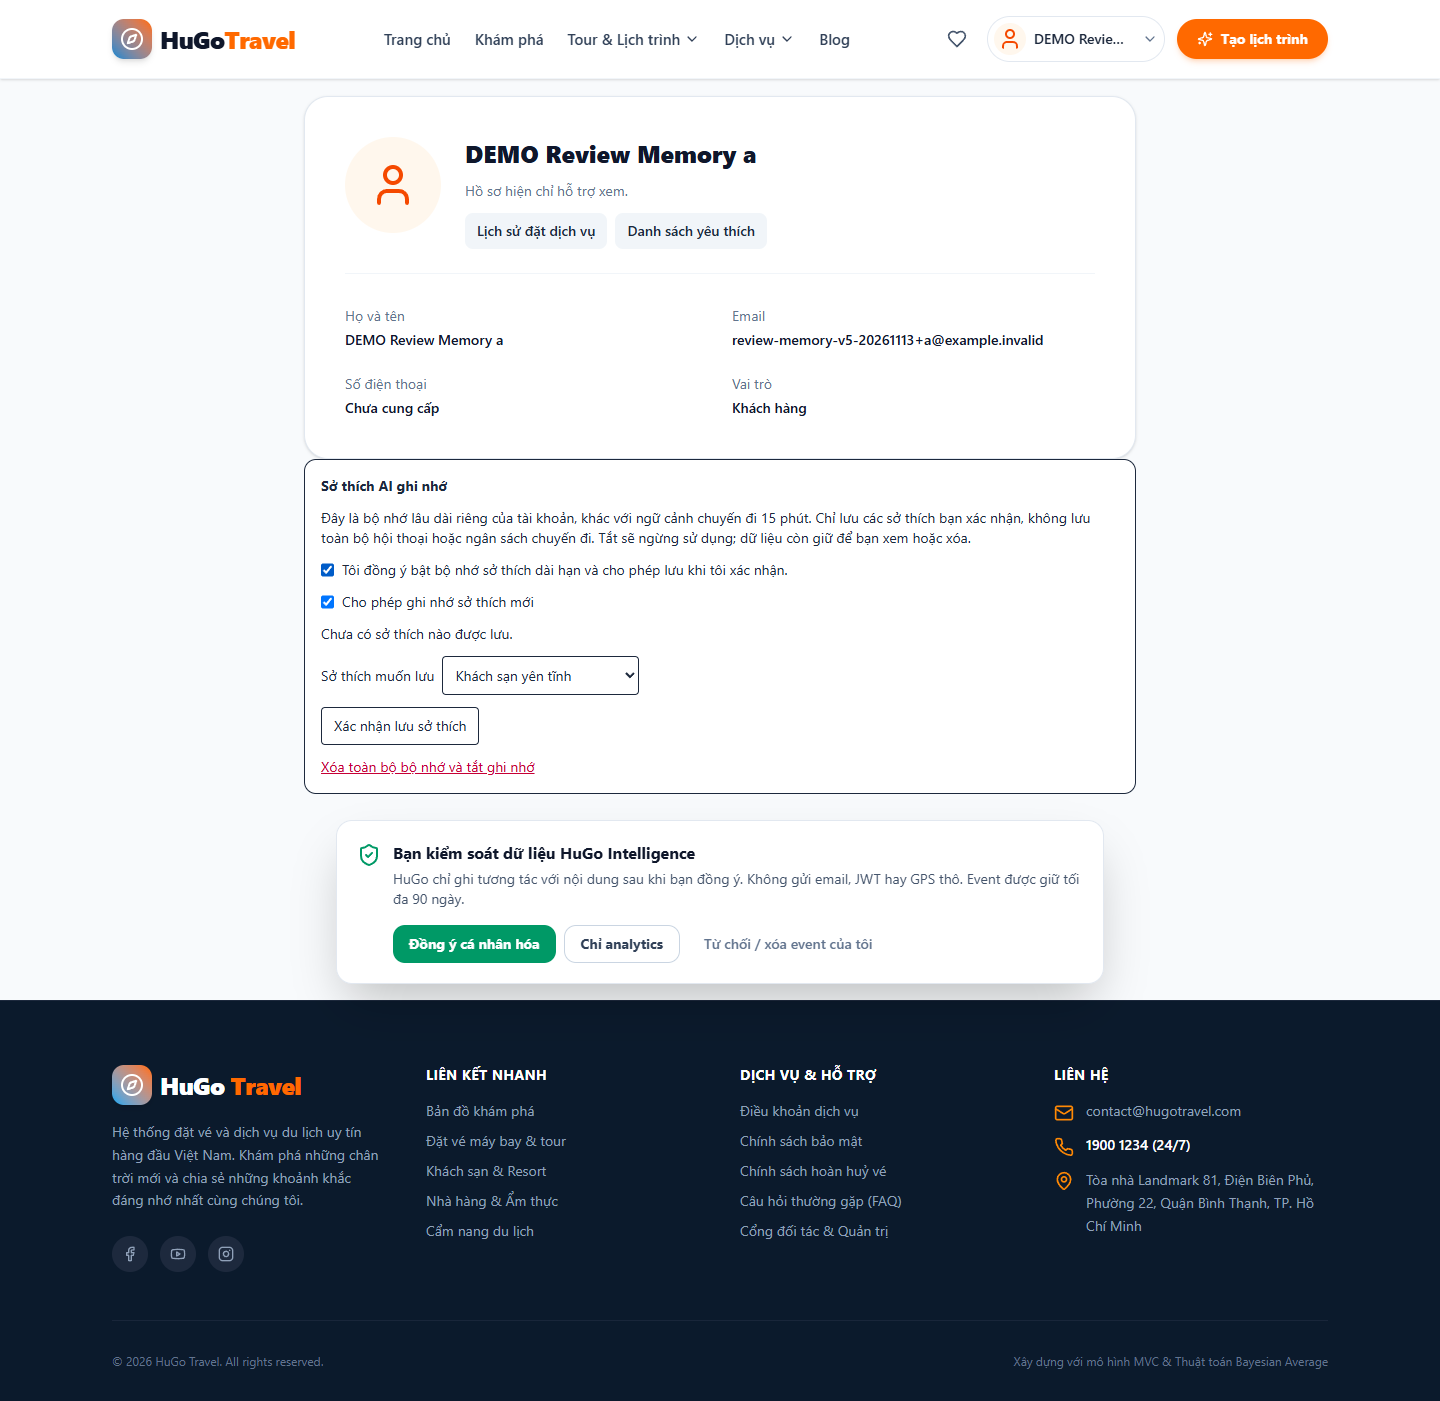 HuGoTravel
Trang chủ
Khám phá
Tour & Lịch trình
Dịch vụ
Blog
DEMO Revie...
Tạo lịch trình
DEMO Review Memory a
Hồ sơ hiện chỉ hỗ trợ xem.
Lịch sử đặt dịch vụ
Danh sách yêu thích
Họ và tên
DEMO Review Memory a
Email
review-memory-v5-20261113+a@example.invalid
Số điện thoại
Chưa cung cấp
Vai trò
Khách hàng
Sở thích AI ghi nhớ
Đây là bộ nhớ lâu dài riêng của tài khoản, khác với ngữ cảnh chuyến đi 15 phút. Chỉ lưu các sở thích bạn xác nhận, không lưu
toàn bộ hội thoại hoặc ngân sách chuyến đi. Tắt sẽ ngừng sử dụng; dữ liệu còn giữ để bạn xem hoặc xóa.
Tôi đồng ý bật bộ nhớ sở thích dài hạn và cho phép lưu khi tôi xác nhận.
Cho phép ghi nhớ sở thích mới
Chưa có sở thích nào được lưu.
Sở thích muốn lưu
Khách sạn yên tĩnh
Xác nhận lưu sở thích
Xóa toàn bộ bộ nhớ và tắt ghi nhớ
Bạn kiểm soát dữ liệu HuGo Intelligence
HuGo chỉ ghi tương tác với nội dung sau khi bạn đồng ý. Không gửi email, JWT hay GPS thô. Event được giữ tối
đa 90 ngày.
Đồng ý cá nhân hóa
Chỉ analytics
Từ chối / xóa event của tôi
HuGo Travel
Hệ thống đặt vé và dịch vụ du lịch uy tín
hàng đầu Việt Nam. Khám phá những chân
trời mới và chia sẻ những khoảnh khắc
đáng nhớ nhất cùng chúng tôi.
LIÊN KẾT NHANH
Bản đồ khám phá
Đặt vé máy bay & tour
Khách sạn & Resort
Nhà hàng & Ẩm thực
Cẩm nang du lịch
DỊCH VỤ & HỖ TRỢ
Điều khoản dịch vụ
Chính sách bảo mật
Chính sách hoàn huỷ vé
Câu hỏi thường gặp (FAQ)
Cổng đối tác & Quản trị
LIÊN HỆ
contact@hugotravel.com
1900 1234 (24/7)
Tòa nhà Landmark 81, Điện Biên Phủ,
Phường 22, Quận Bình Thạnh, TP. Hồ
Chí Minh
© 2026 HuGo Travel. All rights reserved.
Xây dựng với mô hình MVC & Thuật toán Bayesian Average